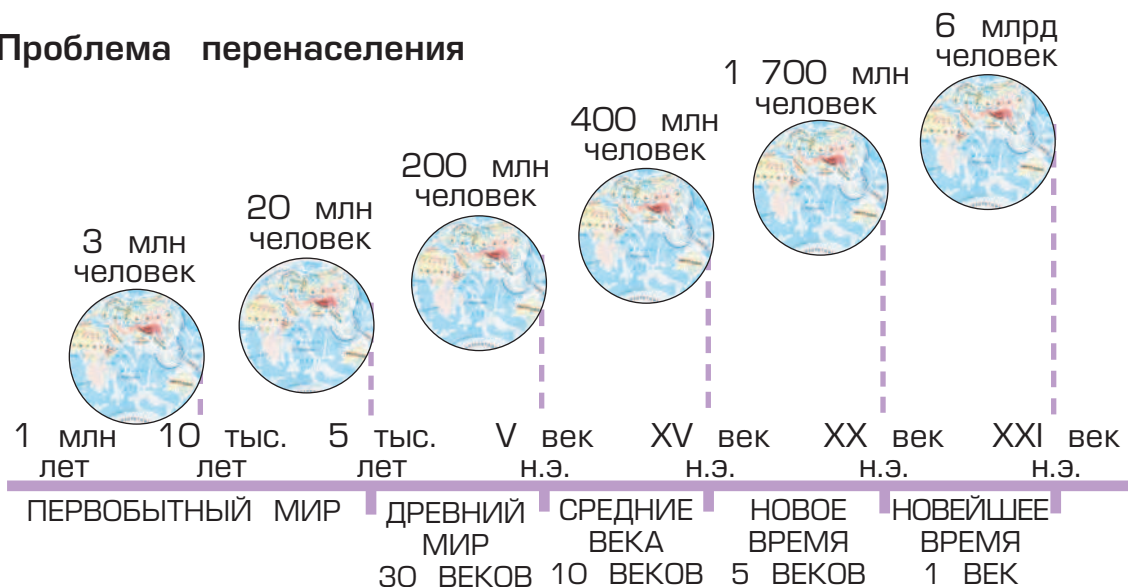 Проблема перенаселения
3 млн
человек
20 млн
человек
200 млн
человек
400 млн
человек
1 700 млн
человек
6 млрд
человек
1 млн
лет
10 тыс.
лет
5 тыс.
лет
V век
н.э.
XV век
н.э.
XX век
н.э.
XXI век
н.э.
ПЕРВОБЫТНЫЙ МИР
ДРЕВНИЙ
МИР
30 ВЕКОВ
СРЕДНИЕ
ВЕКА
10 ВЕКОВ
НОВОЕ
ВРЕМЯ
5 ВЕКОВ
НОВЕЙШЕЕ
ВРЕМЯ
1 ВЕК